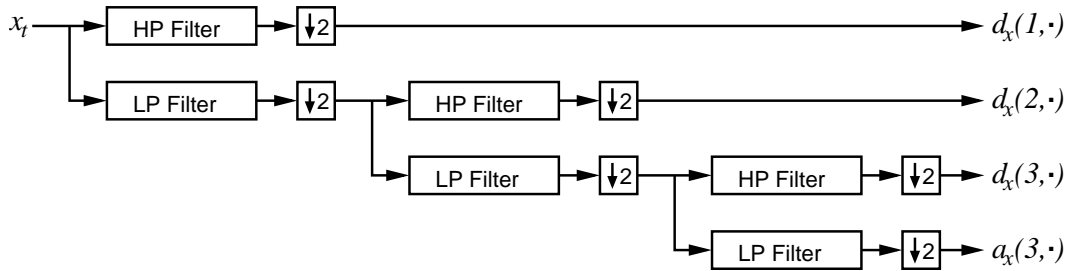 x_t HP Filter ↓2 d_x(1,·)
LP Filter ↓2 HP Filter ↓2 d_x(2,·)
LP Filter ↓2 HP Filter ↓2 d_x(3,·)
LP Filter ↓2 a_x(3,·)